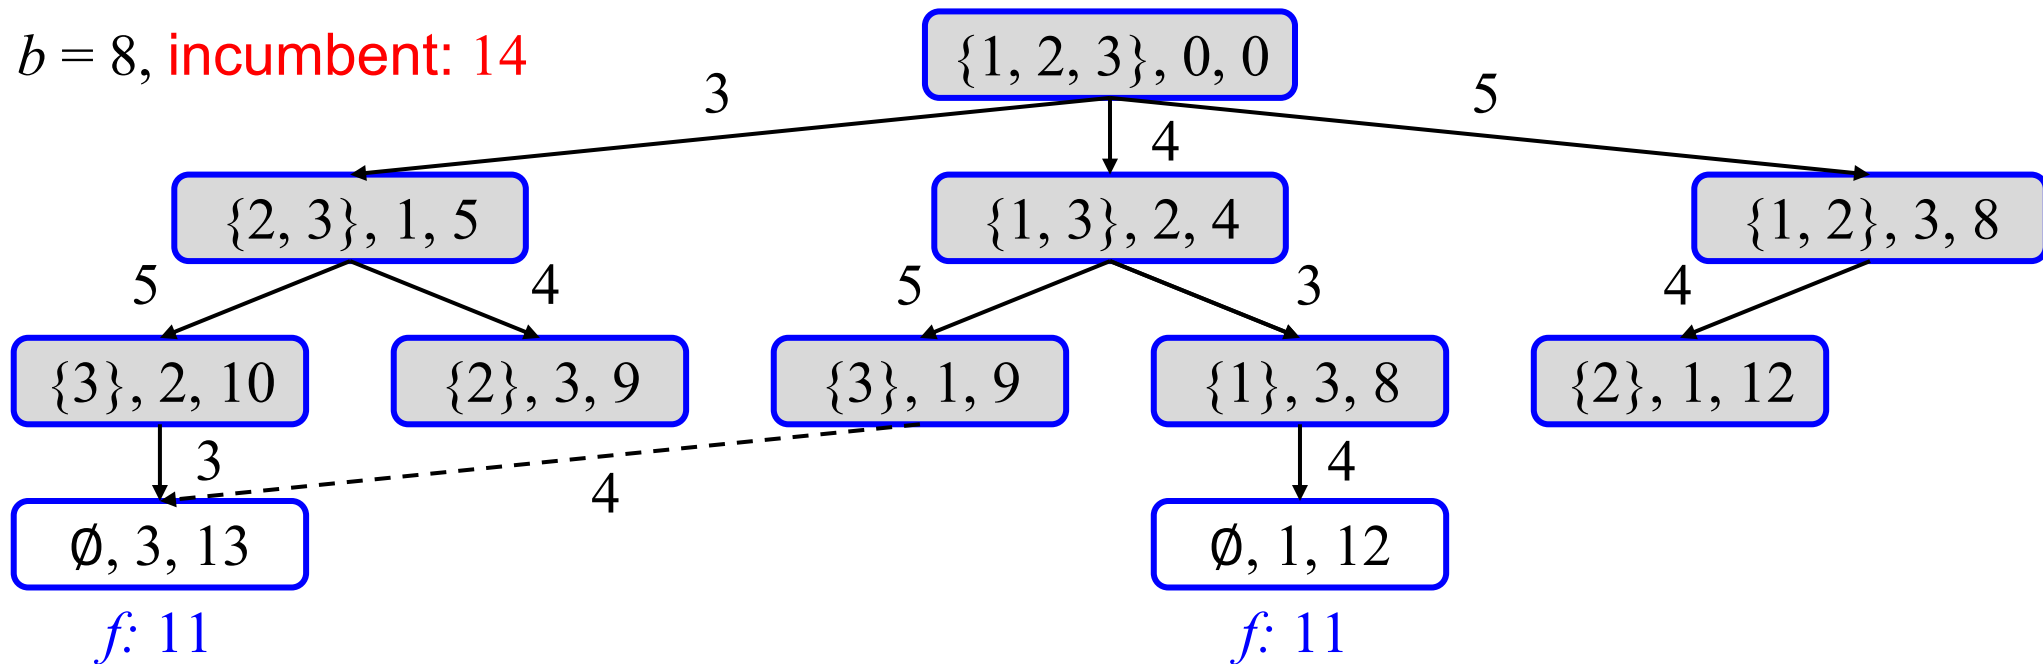 b = 8, incumbent: 14
{1, 2, 3}, 0, 0
3
4
5
{2, 3}, 1, 5
{1, 3}, 2, 4
{1, 2}, 3, 8
5
4
5
3
4
{3}, 2, 10
{2}, 3, 9
{3}, 1, 9
{1}, 3, 8
{2}, 1, 12
3
4
4
∅, 3, 13
∅, 1, 12
f: 11
f: 11